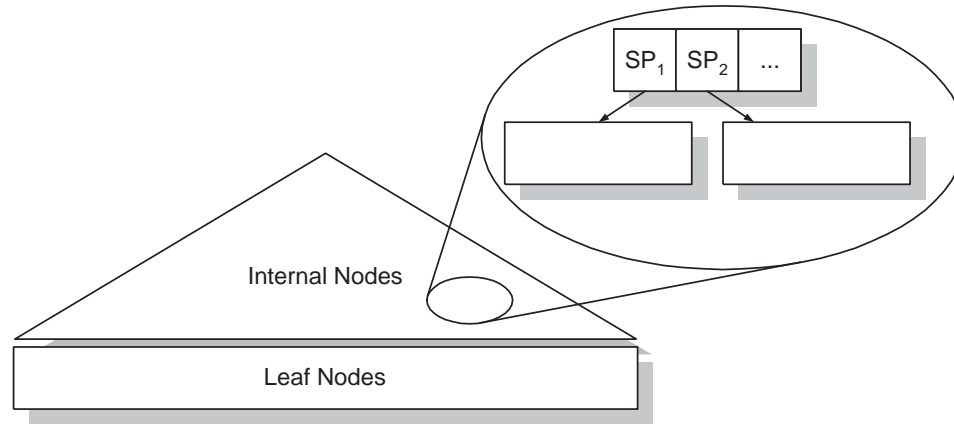 SP₁ SP₂ ...
Internal Nodes
Leaf Nodes